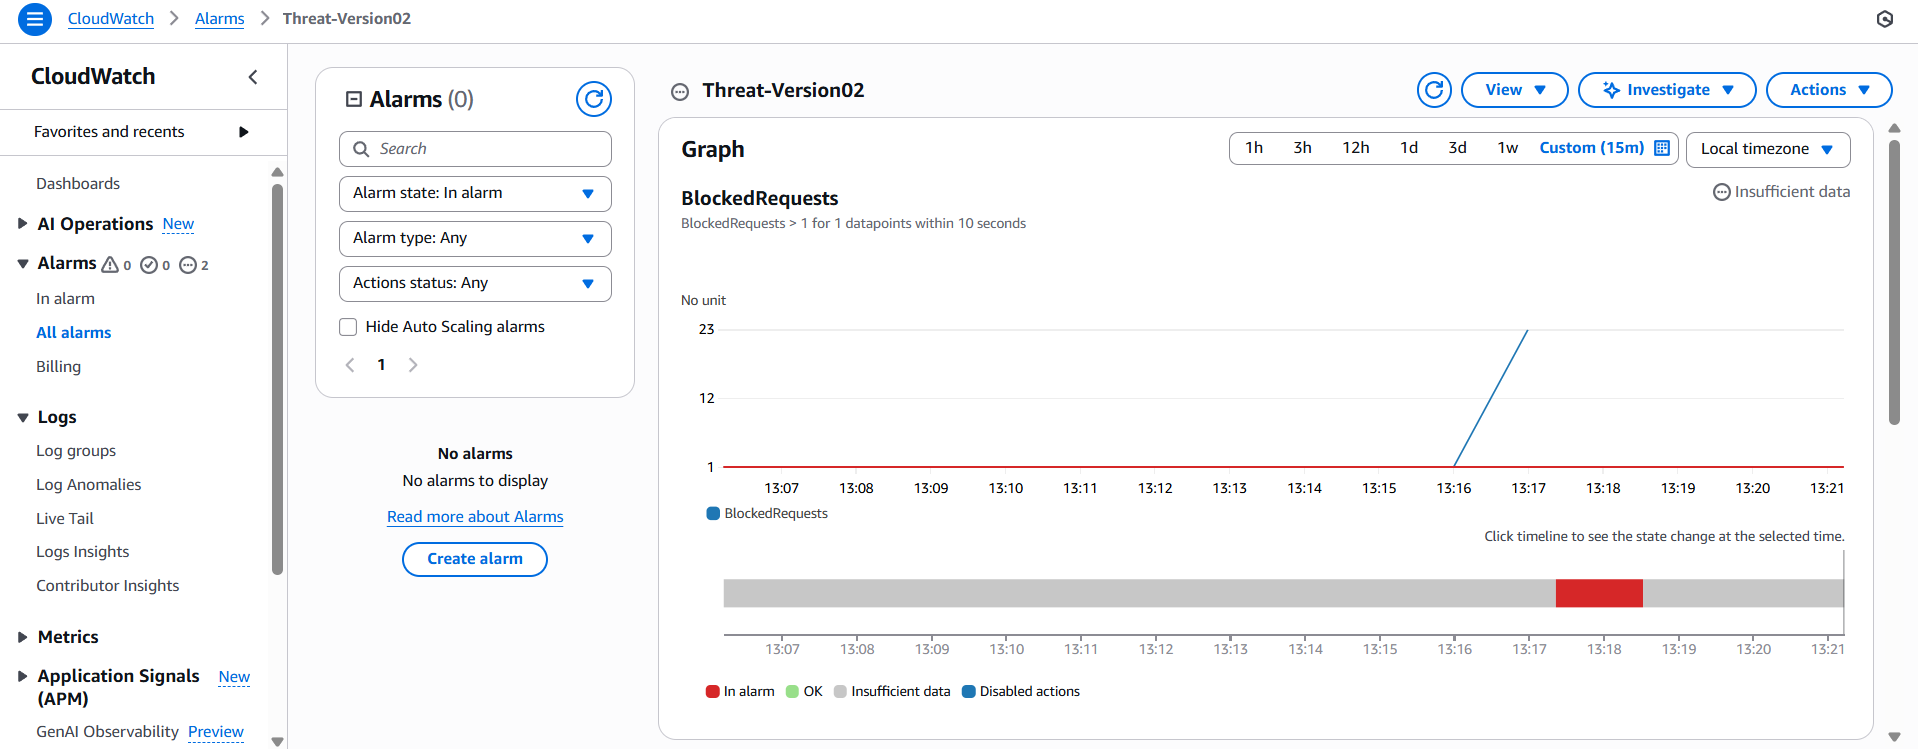 CloudWatch > Alarms > Threat-Version02
CloudWatch
Favorites and recents
Dashboards
AI Operations New
Alarms 0 0 2
In alarm
All alarms
Billing
Logs
Log groups
Log Anomalies
Live Tail
Logs Insights
Contributor Insights
Metrics
Application Signals New
(APM)
GenAI Observability Preview
Alarms (0)
Search
Alarm state: In alarm
Alarm type: Any
Actions status: Any
Hide Auto Scaling alarms
1
No alarms
No alarms to display
Read more about Alarms
Create alarm
Threat-Version02
View
Investigate
Actions
Graph
1h 3h 12h 1d 3d 1w Custom (15m)
Local timezone
BlockedRequests
Insufficient data
BlockedRequests > 1 for 1 datapoints within 10 seconds
No unit
23
12
1
13:07 13:08 13:09 13:10 13:11 13:12 13:13 13:14 13:15 13:16 13:17 13:18 13:19 13:20 13:21
BlockedRequests
Click timeline to see the state change at the selected time.
13:07 13:08 13:09 13:10 13:11 13:12 13:13 13:14 13:15 13:16 13:17 13:18 13:19 13:20 13:21
In alarm OK Insufficient data Disabled actions